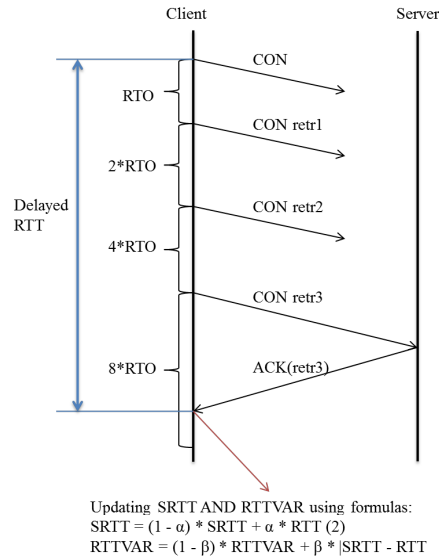 Client
Server
CON
RTO
CON retr1
2*RTO
Delayed
RTT
CON retr2
4*RTO
CON retr3
8*RTO
ACK(retr3)
Updating SRTT AND RTTVAR using formulas:
SRTT = (1 - α) * SRTT + α * RTT (2)
RTTVAR = (1 - β) * RTTVAR + β * |SRTT - RTT